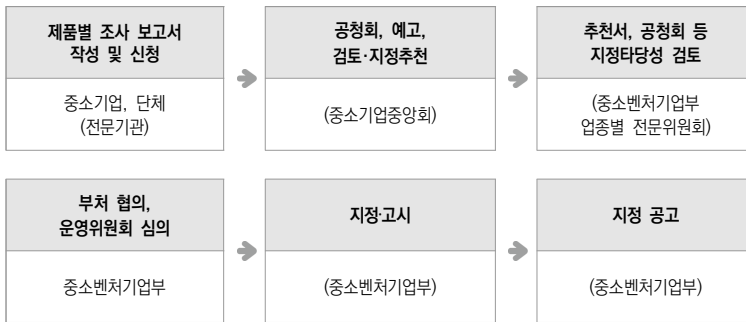 제품별 조사 보고서
작성 및 신청
중소기업, 단체
(전문기관)
공청회, 예고,
검토·지정추천
(중소기업중앙회)
추천서, 공청회 등
지정타당성 검토
(중소벤처기업부
업종별 전문위원회)
부처 협의,
운영위원회 심의
중소벤처기업부
지정·고시
(중소벤처기업부)
지정 공고
(중소벤처기업부)